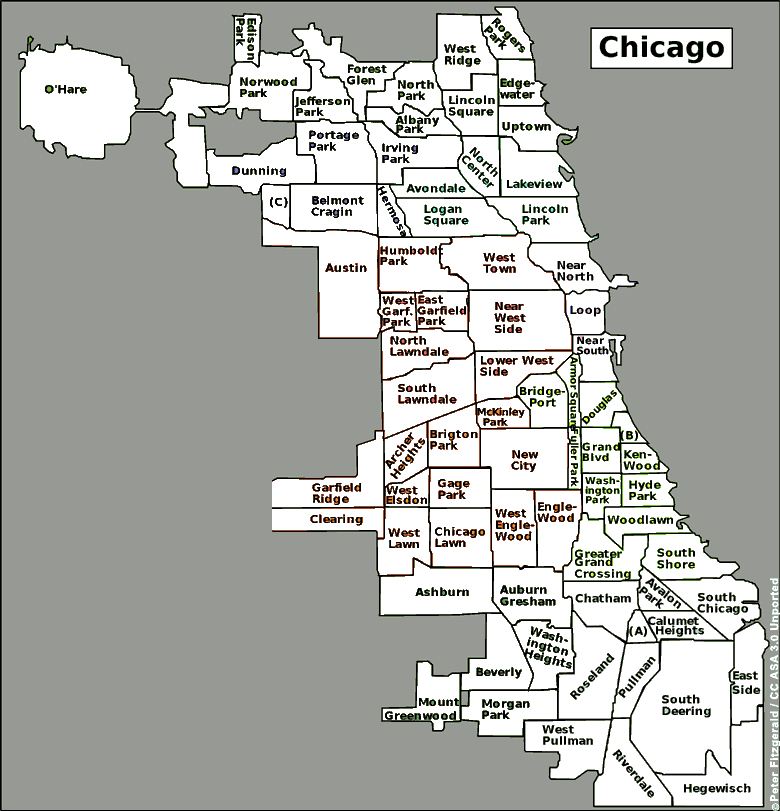 Chicago
O'Hare
Edison
Park
Norwood
Park
Jefferson
Park
Forest
Glen
North
Park
Albany
Park
West
Ridge
Rogers
Park
Lincoln
Square
Edge-
water
Uptown
Portage
Park
Irving
Park
North
Center
Lakeview
Dunning
Avondale
(C)
Belmont
Cragin
Hermosa
Logan
Square
Lincoln
Park
Austin
Humboldt
Park
West
Town
Near
North
West
Garf.
Park
East
Garfield
Park
Near
West
Side
Loop
North
Lawndale
Near
South
Lower West
Side
South
Lawndale
Bridge-
Port
Armor Square
Douglas
McKinley
Park
Archer
Heights
Brigton
Park
New
City
Fuller Park
Grand
Blvd
(B)
Ken-
Wood
Garfield
Ridge
West
Elsdon
Gage
Park
Wash-
ington
Park
Hyde
Park
Clearing
West
Lawn
Chicago
Lawn
West
Engle-
Wood
Engle-
Wood
Woodlawn
Greater
Grand
Crossing
South
Shore
Ashburn
Auburn
Gresham
Chatham
Avalon
Park
South
Chicago
(A)
Calumet
Heights
Wash-
ington
Heights
Beverly
Roseland
Pullman
East
Side
Mount
Greenwood
Morgan
Park
South
Deering
West
Pullman
Riverdale
Hegewisch
© Peter Fitzgerald / CC ASA 3.0 Unported